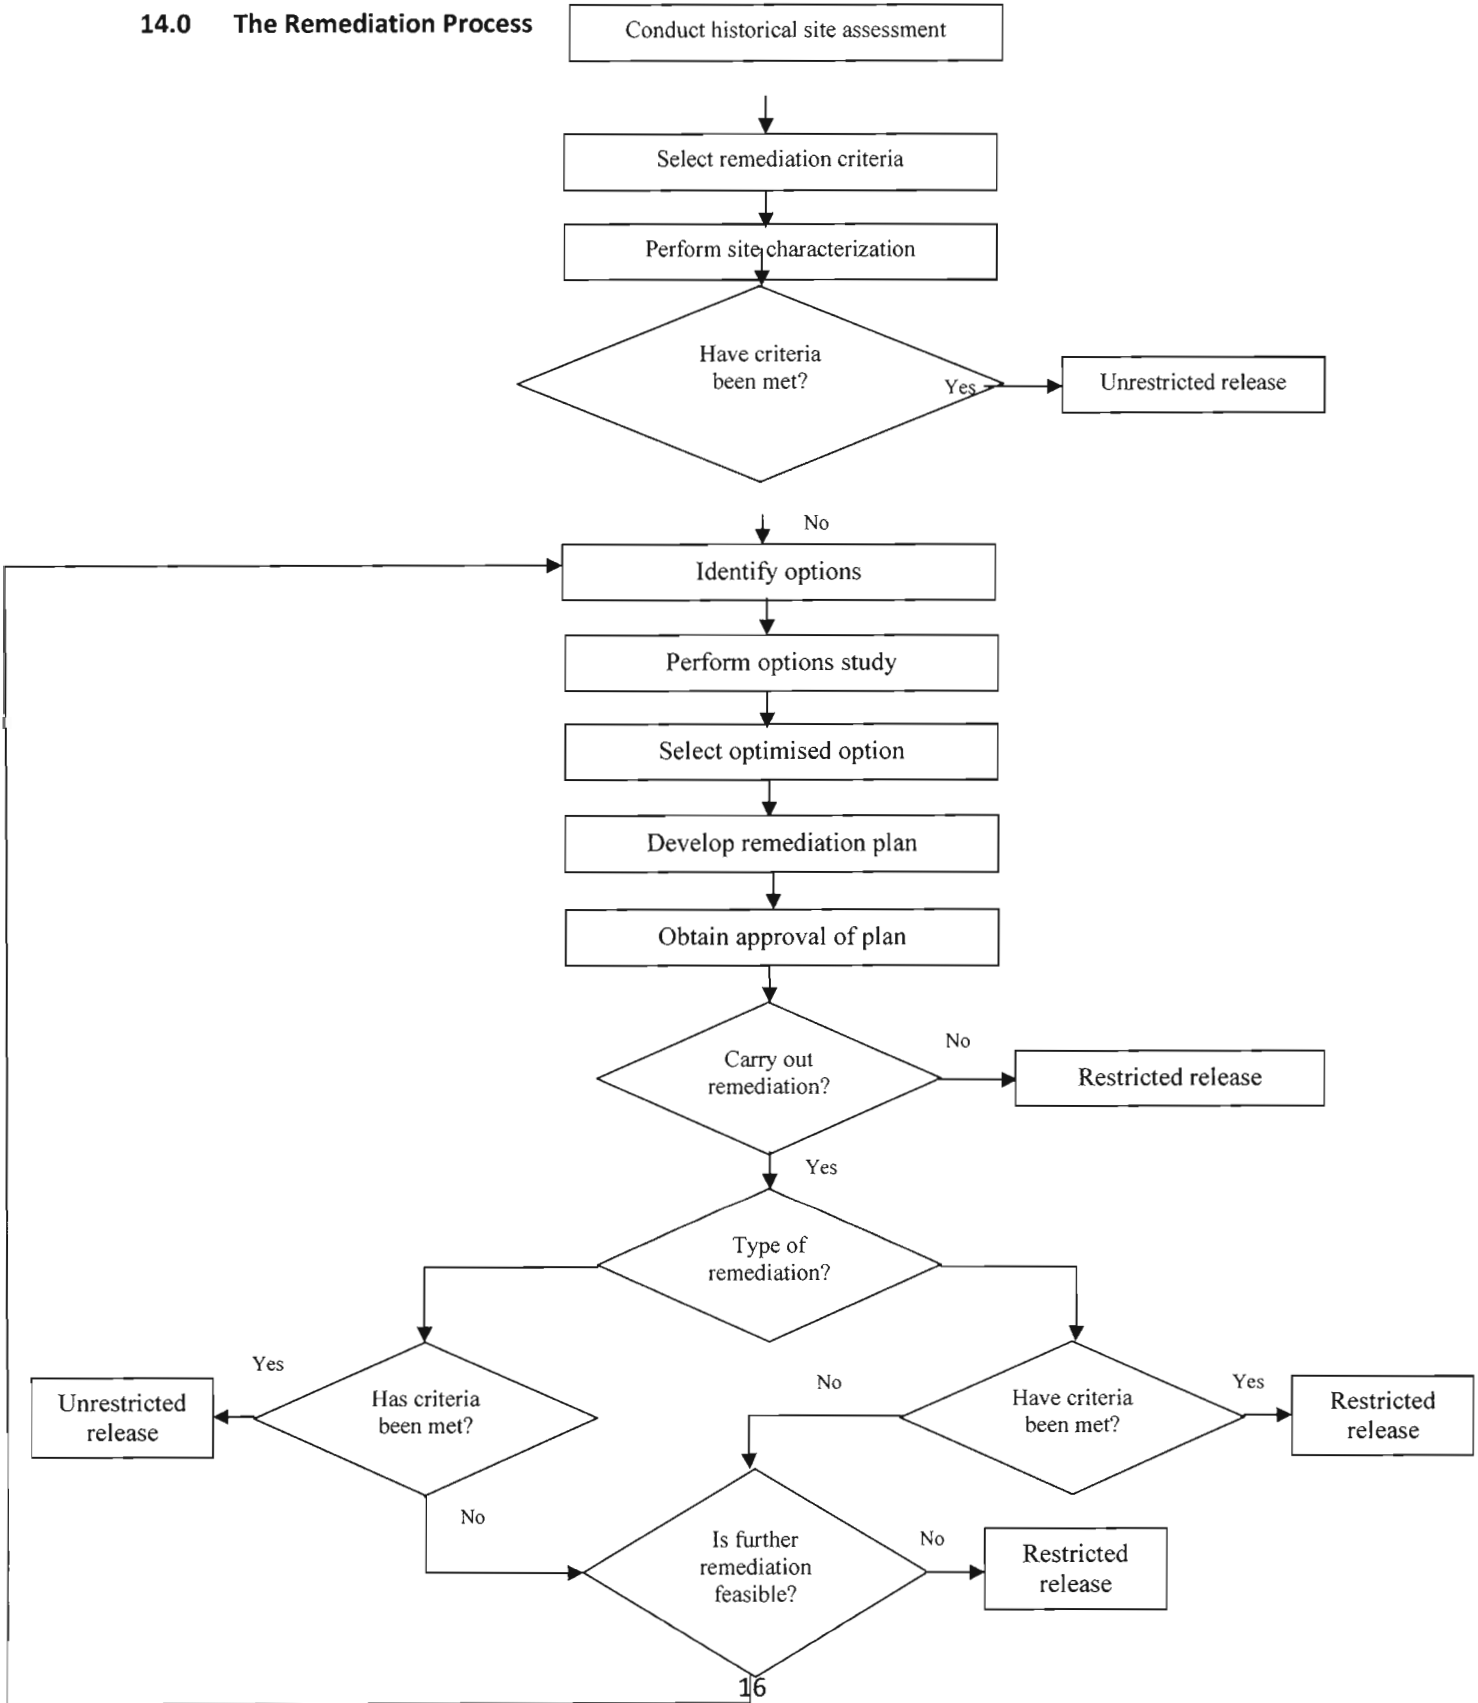 14.0 The Remediation Process
Conduct historical site assessment
Select remediation criteria
Perform site characterization
Have criteria
been met?
Yes
Unrestricted release
No
Identify options
Perform options study
Select optimised option
Develop remediation plan
Obtain approval of plan
Carry out
remediation?
No
Restricted release
Yes
Type of
remediation?
Yes
Unrestricted
release
Has criteria
been met?
No
No
Have criteria
been met?
Yes
Restricted
release
Is further
remediation
feasible?
No
Restricted
release
16